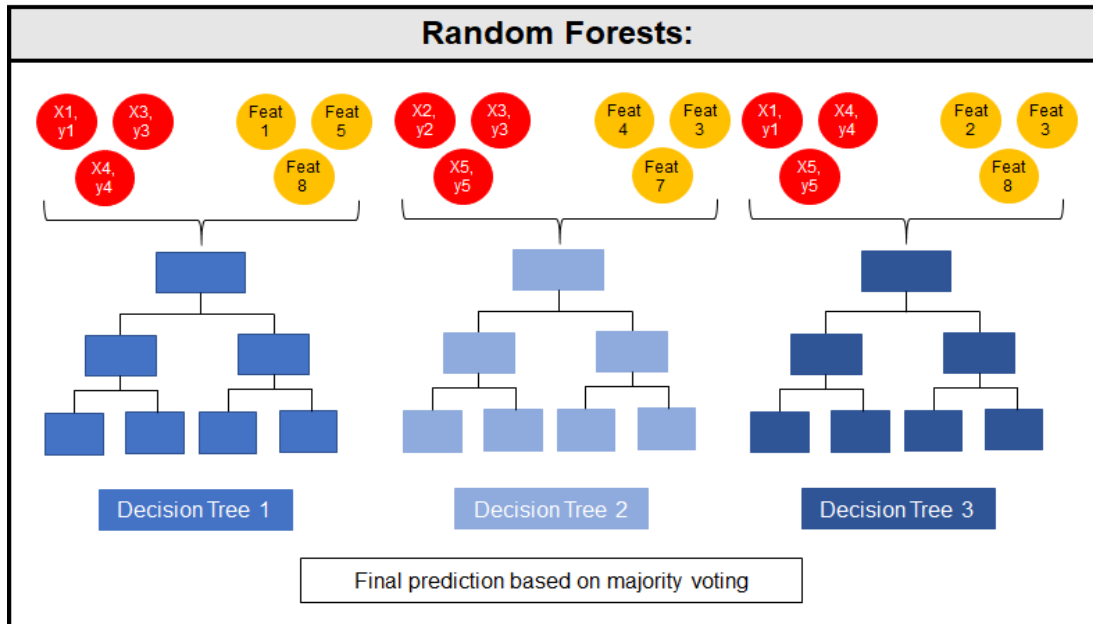 Random Forests:
X1,
y1
X3,
y3
X4,
y4
Feat
1
Feat
5
Feat
8
X2,
y2
X3,
y3
X5,
y5
Feat
4
Feat
3
Feat
7
X1,
y1
X4,
y4
X5,
y5
Feat
2
Feat
3
Feat
8
Decision Tree 1
Decision Tree 2
Decision Tree 3
Final prediction based on majority voting